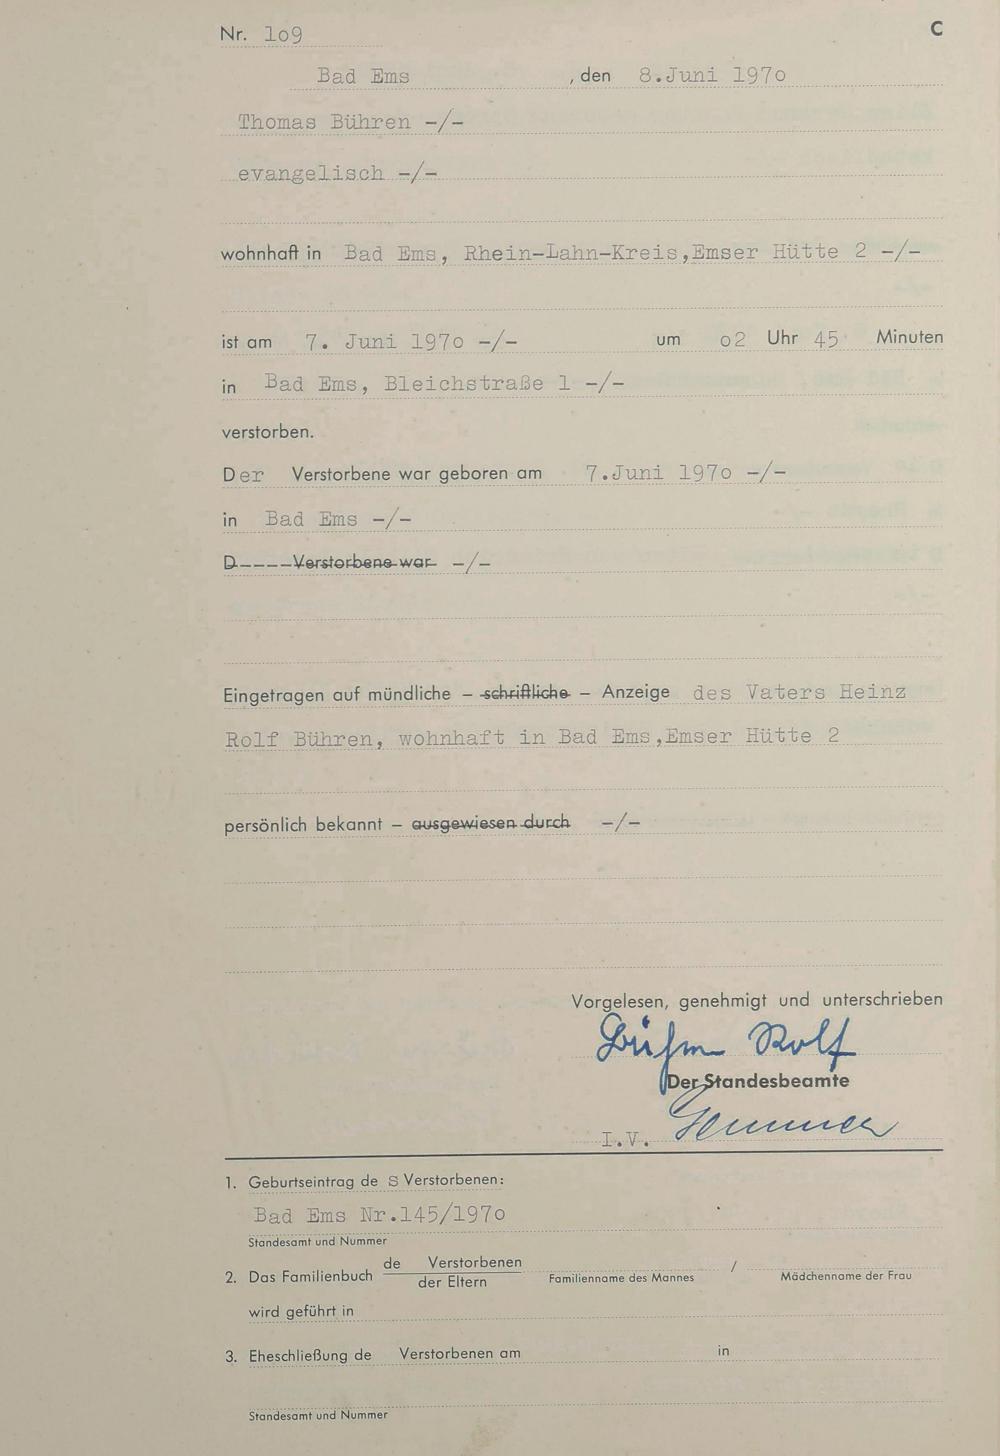 Nr. 1o9
C
Bad Ems , den 8.Juni 197o
Thomas Bühren -/-
evangelisch -/-
wohnhaft in Bad Ems, Rhein-Lahn-Kreis,Emser Hütte 2 -/-
ist am 7. Juni 197o -/- um o2 Uhr 45 Minuten
in Bad Ems, Bleichstraße 1 -/-
verstorben.
Der Verstorbene war geboren am 7.Juni 197o -/-
in Bad Ems -/-
D-----Verstorbene war -/-
Eingetragen auf mündliche - schriftliche - Anzeige des Vaters Heinz
Rolf Bühren, wohnhaft in Bad Ems,Emser Hütte 2
persönlich bekannt - ausgewiesen durch -/-
Vorgelesen, genehmigt und unterschrieben
Bühren Rolf
Der Standesbeamte
I.V.
1. Geburtseintrag de s Verstorbenen:
Bad Ems Nr.145/197o
Standesamt und Nummer
2. Das Familienbuch de Verstorbenen / der Eltern Familienname des Mannes / Mädchenname der Frau
wird geführt in
3. Eheschließung de Verstorbenen am in
Standesamt und Nummer